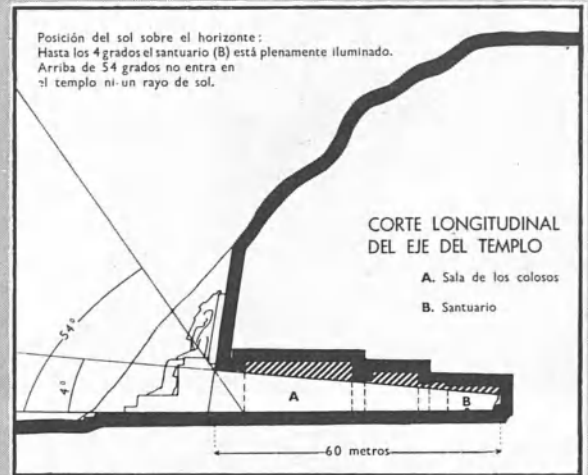 Posición del sol sobre el horizonte:
Hasta los 4 grados el santuario (B) está plenamente iluminado.
Arriba de 54 grados no entra en
el templo ni un rayo de sol.
CORTE LONGITUDINAL
DEL EJE DEL TEMPLO
A. Sala de los colosos
B. Santuario
54º
4º
A
B
60 metros